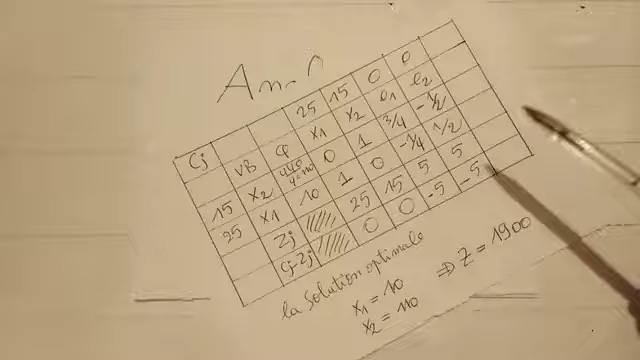 Cj 25 15 0 0
VB Q x1 x2 e1 e2
15 x2 110 0 1 3/4 -1/2
25 x1 10 1 0 -1/4 1/2
Zj 25 15 5 5
Cj-Zj 0 0 -5 -5
la solution optimale
x1 = 10 ⇒ Z = 1900
x2 = 110